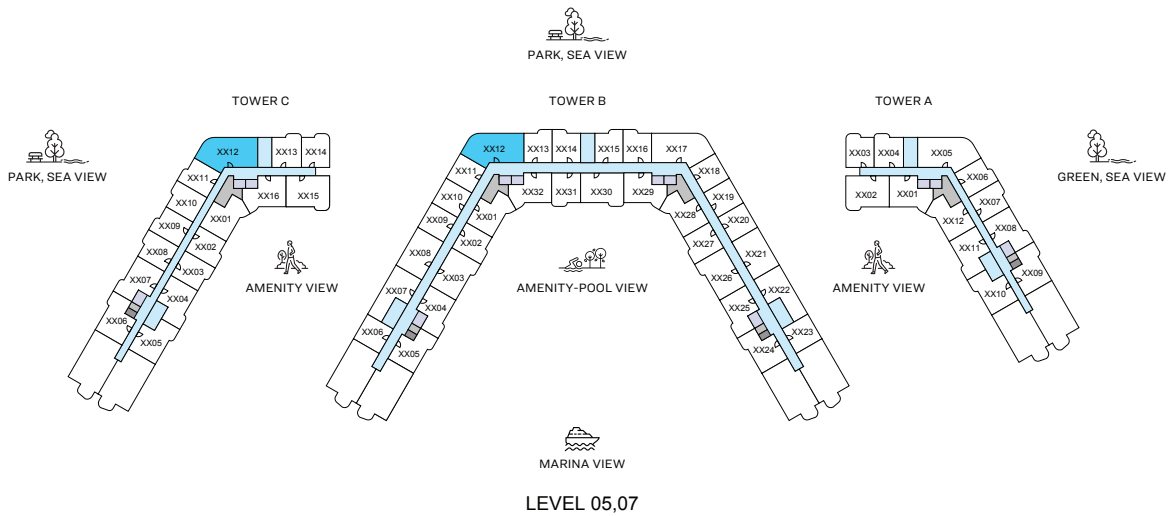 PARK, SEA VIEW
TOWER C
TOWER B
TOWER A
PARK, SEA VIEW
GREEN, SEA VIEW
XX12
XX13
XX14
XX11
XX10
XX09
XX08
XX07
XX06
XX01
XX02
XX03
XX04
XX05
XX16
XX15
AMENITY VIEW
XX12
XX13
XX14
XX15
XX16
XX17
XX11
XX10
XX09
XX08
XX07
XX06
XX01
XX02
XX03
XX04
XX05
XX32
XX31
XX30
XX29
XX18
XX19
XX20
XX21
XX22
XX23
XX28
XX27
XX26
XX25
XX24
AMENITY-POOL VIEW
XX03
XX04
XX05
XX02
XX01
XX06
XX07
XX08
XX09
XX12
XX11
XX10
AMENITY VIEW
MARINA VIEW
LEVEL 05,07